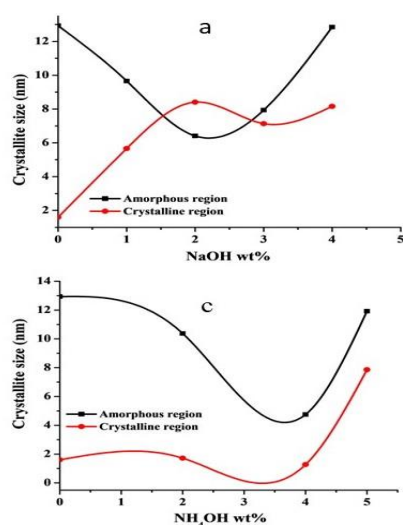 a
12
10
8
6
4
2
Crystallite size (nm)
Amorphous region
Crystalline region
0 1 2 3 4 5
NaOH wt%
c
14
12
10
8
6
4
2
0
Crystallite size (nm)
Amorphous region
Crystalline region
0 1 2 3 4 5
NH4OH wt%